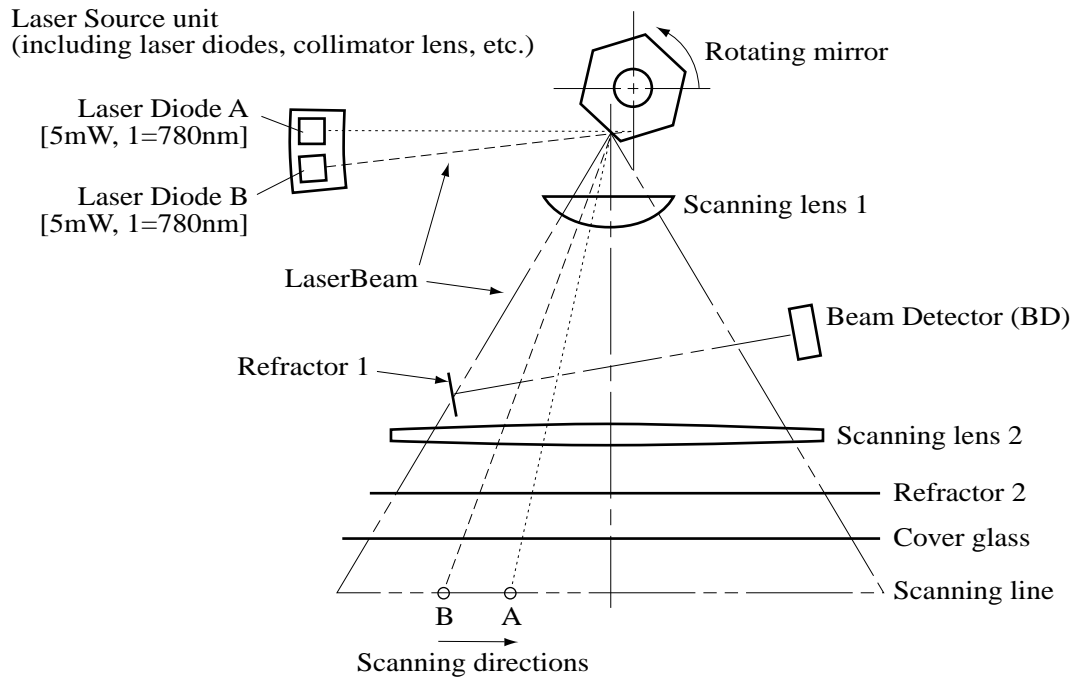 Laser Source unit
(including laser diodes, collimator lens, etc.)
Rotating mirror
Laser Diode A
[5mW, 1=780nm]
Laser Diode B
[5mW, 1=780nm]
Scanning lens 1
LaserBeam
Beam Detector (BD)
Refractor 1
Scanning lens 2
Refractor 2
Cover glass
Scanning line
B
A
Scanning directions